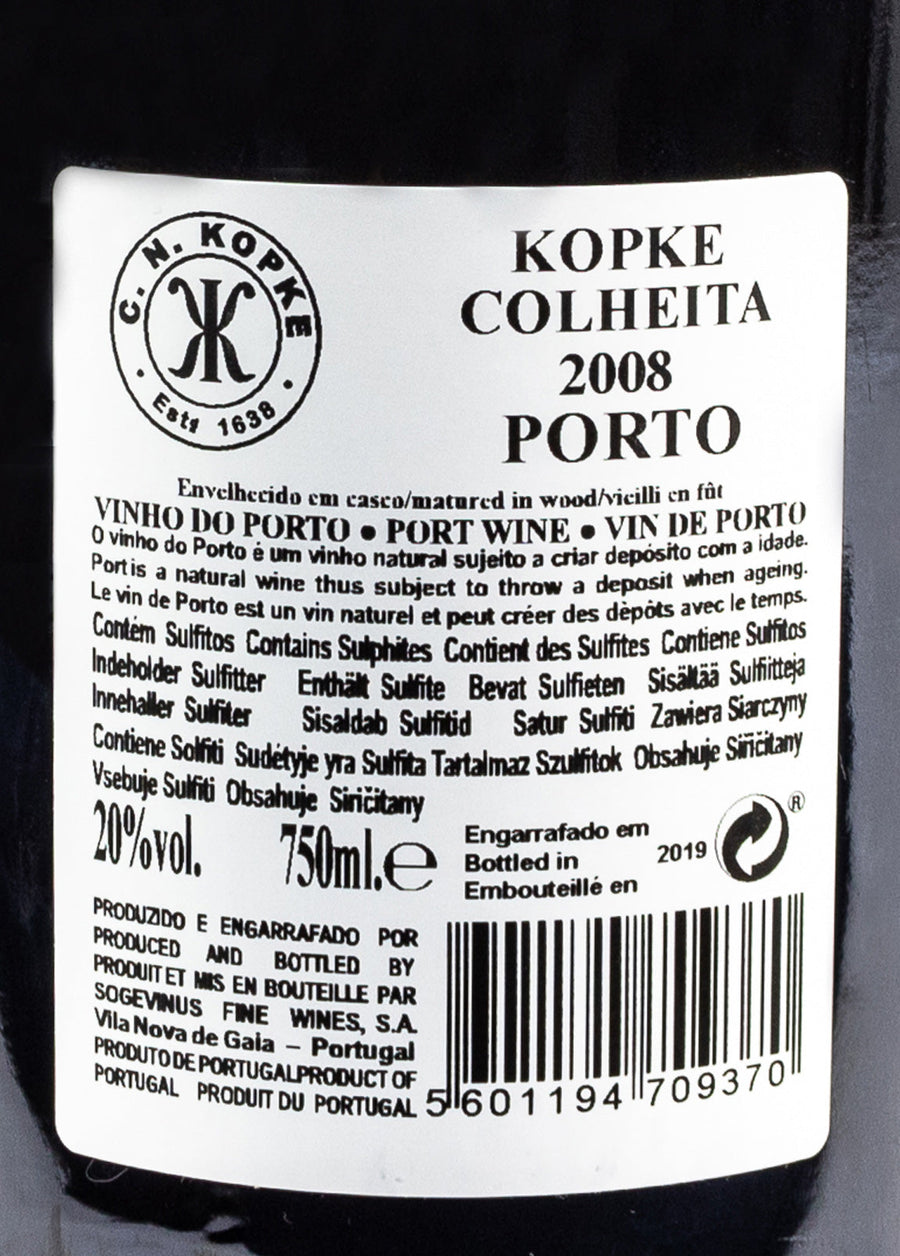 C. N. KOPKE
Estd 1638
KOPKE
COLHEITA
2008
PORTO
Envelhecido em casco/matured in wood/vieilli en fût
VINHO DO PORTO ● PORT WINE ● VIN DE PORTO
O vinho do Porto é um vinho natural sujeito a criar depósito com a idade.
Port is a natural wine thus subject to throw a deposit when ageing.
Le vin de Porto est un vin naturel et peut créer des dèpôts avec le temps.
Contém Sulfitos Contains Sulphites Contient des Sulfites Contiene Sulfitos
Indeholder Sulfitter Enthält Sulfite Bevat Sulfieten Sisältää Sulfiitteja
Innehaller Sulfiter Sisaldab Sulfitid Satur Sulfiti Zawiera Siarczyny
Contiene Solfiti Sudétyje yra Sulfita Tartalmaz Szulfitok Obsahuje Siřičitany
Vsebuje Sulfiti Obsahuje Siričitany
20%vol. 750ml.℮
Engarrafado em
Bottled in
Embouteillé en
2019
®
PRODUZIDO E ENGARRAFADO POR
PRODUCED AND BOTTLED BY
PRODUIT ET MIS EN BOUTEILLE PAR
SOGEVINUS FINE WINES, S.A.
Vila Nova de Gaia – Portugal
PRODUTO DE PORTUGAL PRODUCT OF
PORTUGAL PRODUIT DU PORTUGAL
5 601194 709370